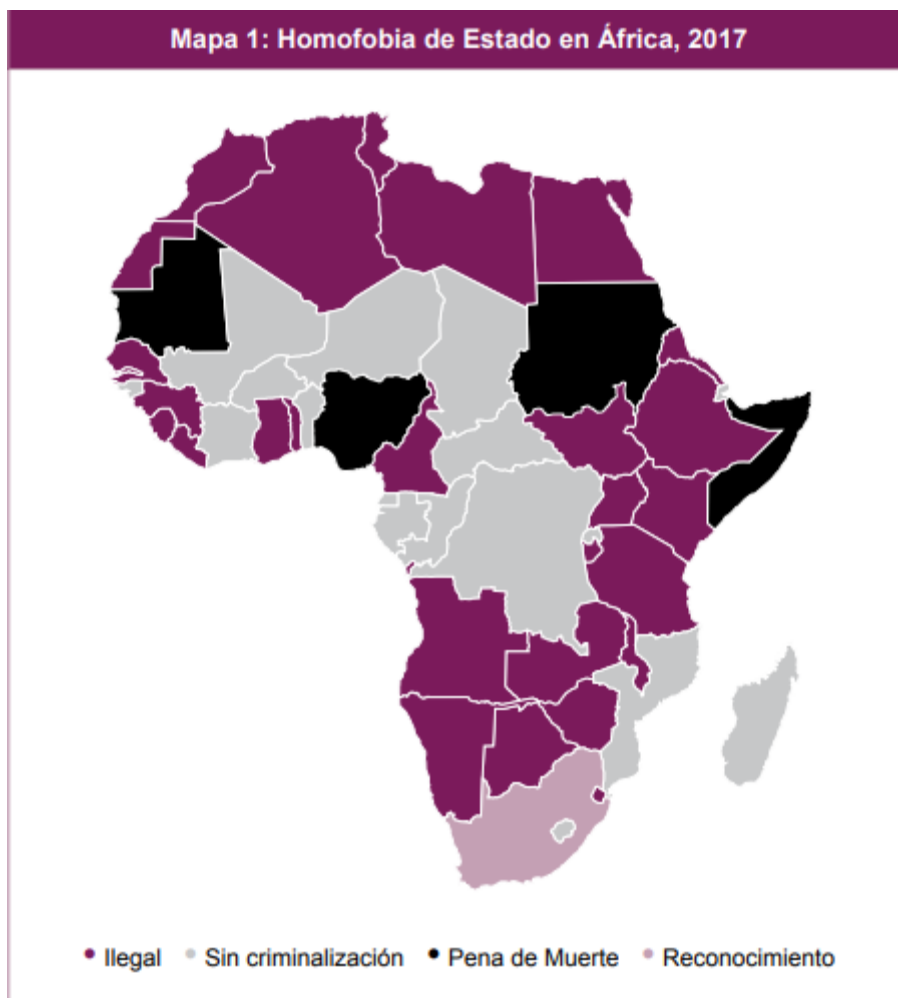 Mapa 1: Homofobia de Estado en África, 2017
• Ilegal • Sin criminalización • Pena de Muerte • Reconocimiento